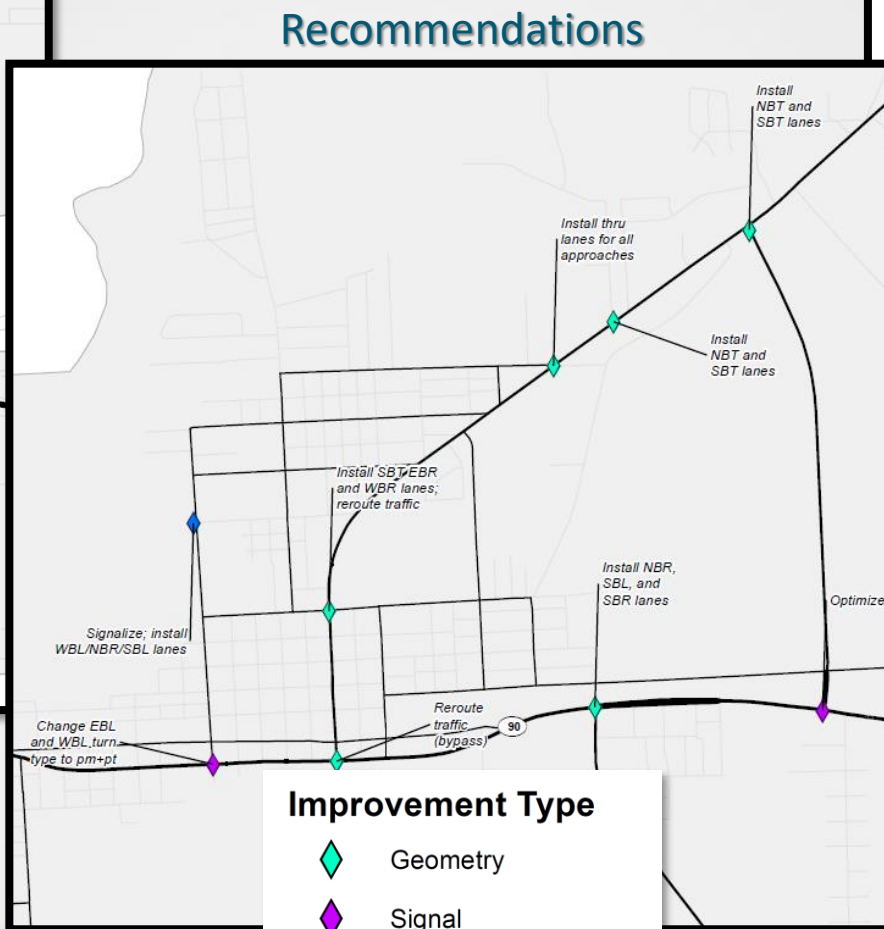 Recommendations
Install
NBT and
SBT lanes
Install thru
lanes for all
approaches
Install
NBT and
SBT lanes
Install SBT EBR
and WBR lanes;
reroute traffic
Install NBR,
SBL, and
SBR lanes
Optimize
Signalize; install
WBL/NBR/SBL lanes
Change EBL
and WBL turn
type to pm+pt
Reroute
traffic
(bypass)
90
Improvement Type
Geometry
Signal